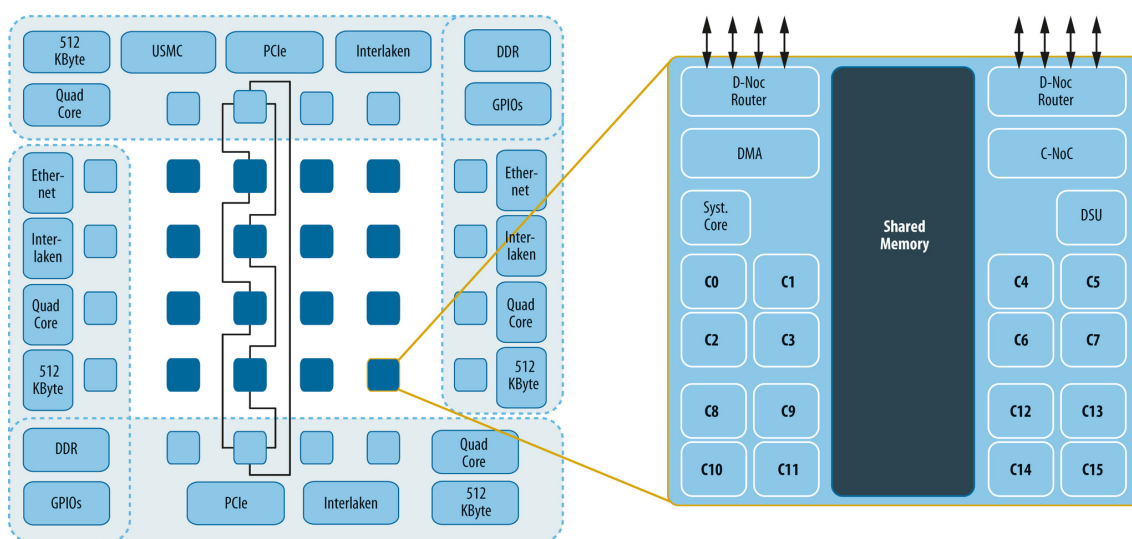 512
KByte
USMC
PCIe
Interlaken
DDR
Quad
Core
GPIOs
Ether-
net
Inter-
laken
Quad
Core
512
KByte
Ether-
net
Inter-
laken
Quad
Core
512
KByte
DDR
GPIOs
PCIe
Interlaken
Quad
Core
512
KByte
D-Noc
Router
DMA
Syst.
Core
C0
C1
C2
C3
C8
C9
C10
C11
Shared
Memory
D-Noc
Router
C-NoC
DSU
C4
C5
C6
C7
C12
C13
C14
C15